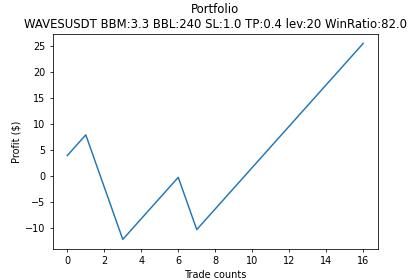 Portfolio
WAVESUSDT BBM:3.3 BBL:240 SL:1.0 TP:0.4 lev:20 WinRatio:82.0
25
20
15
10
5
0
−5
−10
Profit ($)
0 2 4 6 8 10 12 14 16
Trade counts